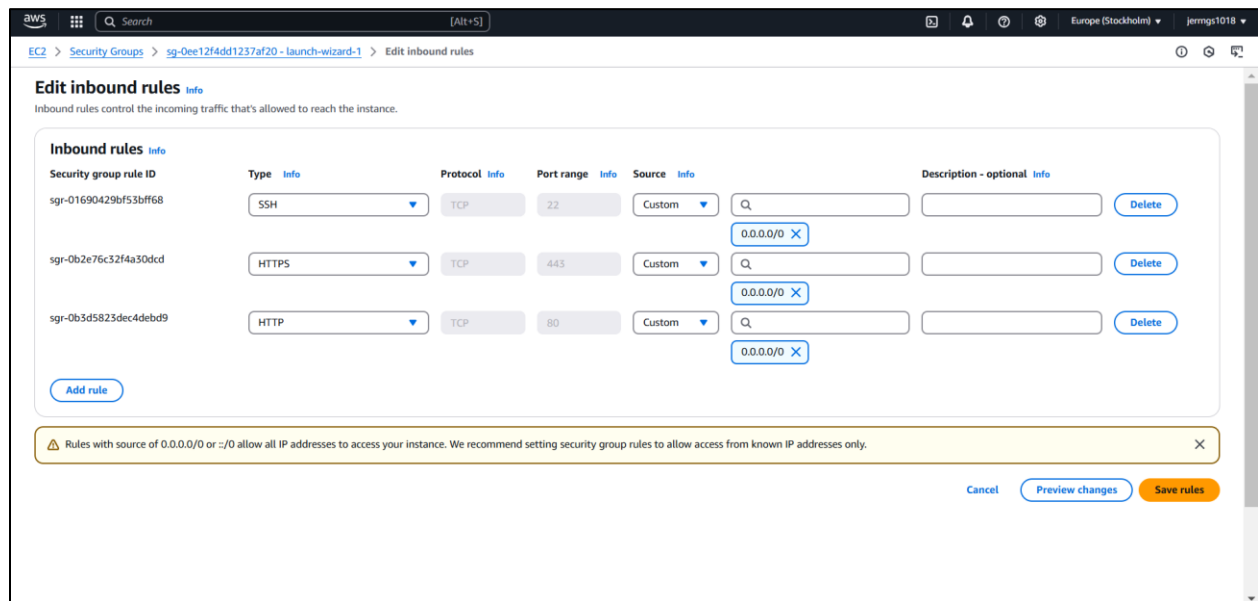 aws Search [Alt+S] Europe (Stockholm) jermgs1018
EC2 > Security Groups > sg-0ee12f4dd1237af20 - launch-wizard-1 > Edit inbound rules
Edit inbound rules Info
Inbound rules control the incoming traffic that's allowed to reach the instance.
Inbound rules Info
Security group rule ID Type Info Protocol Info Port range Info Source Info Description - optional Info
sgr-01690429bf53bff68 SSH TCP 22 Custom Delete
0.0.0.0/0
sgr-0b2e76c32f4a30dcd HTTPS TCP 443 Custom Delete
0.0.0.0/0
sgr-0b3d5823dec4debd9 HTTP TCP 80 Custom Delete
0.0.0.0/0
Add rule
Rules with source of 0.0.0.0/0 or ::/0 allow all IP addresses to access your instance. We recommend setting security group rules to allow access from known IP addresses only.
Cancel Preview changes Save rules